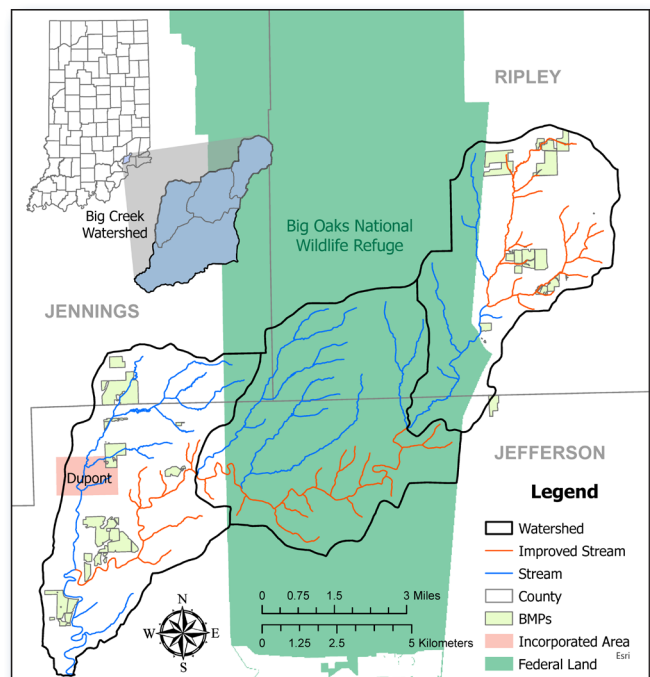 RIPLEY
Big Creek
Watershed
Big Oaks National
Wildlife Refuge
JENNINGS
JEFFERSON
Dupont
Legend
Watershed
Improved Stream
Stream
County
BMPs
Incorporated Area
Federal Land
Esri
N
W E
S
0 0.75 1.5 3 Miles
0 1.25 2.5 5 Kilometers